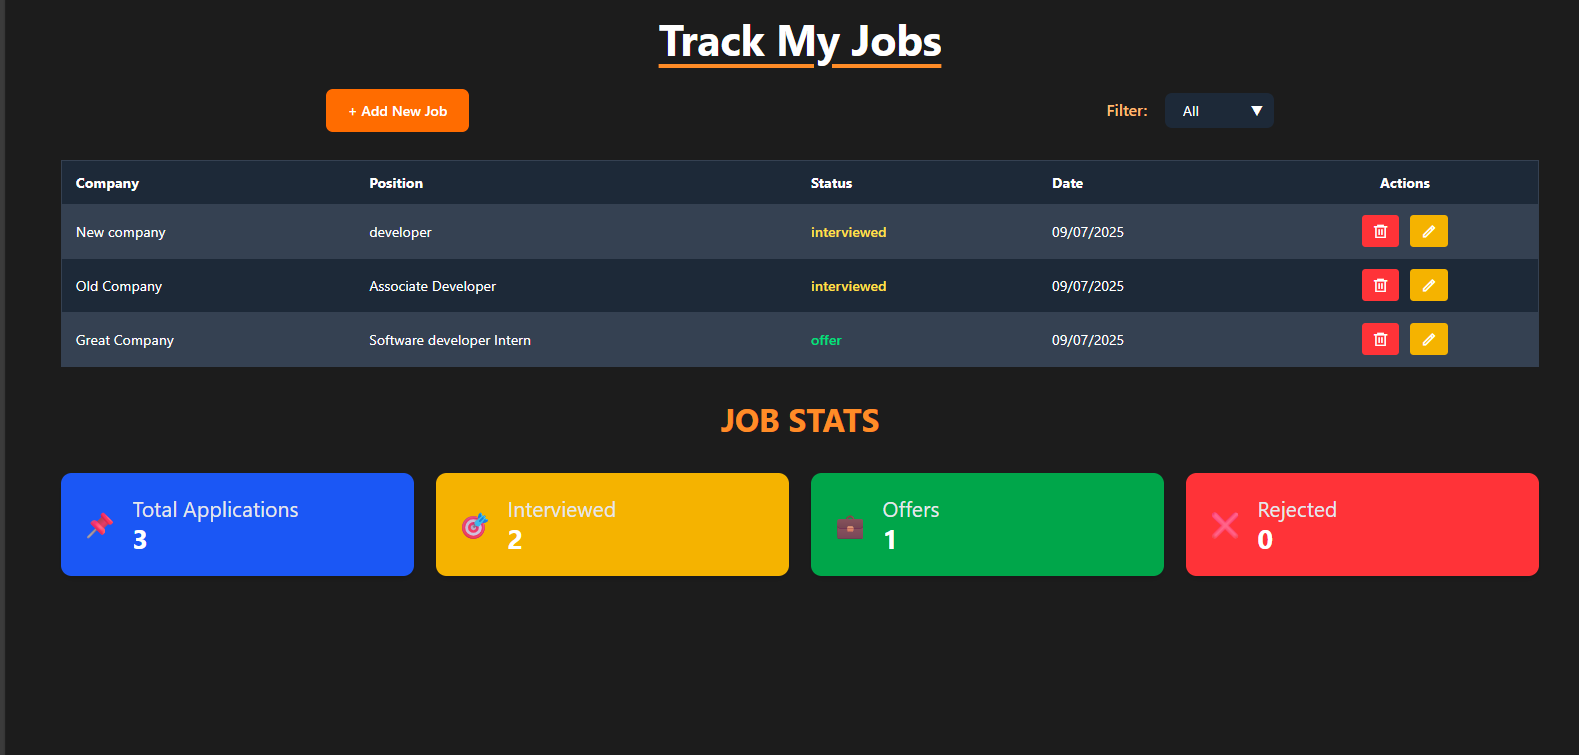 Track My Jobs
+ Add New Job
Filter: All
Company Position Status Date Actions
New company developer interviewed 09/07/2025
Old Company Associate Developer interviewed 09/07/2025
Great Company Software developer Intern offer 09/07/2025
JOB STATS
Total Applications
3
Interviewed
2
Offers
1
Rejected
0